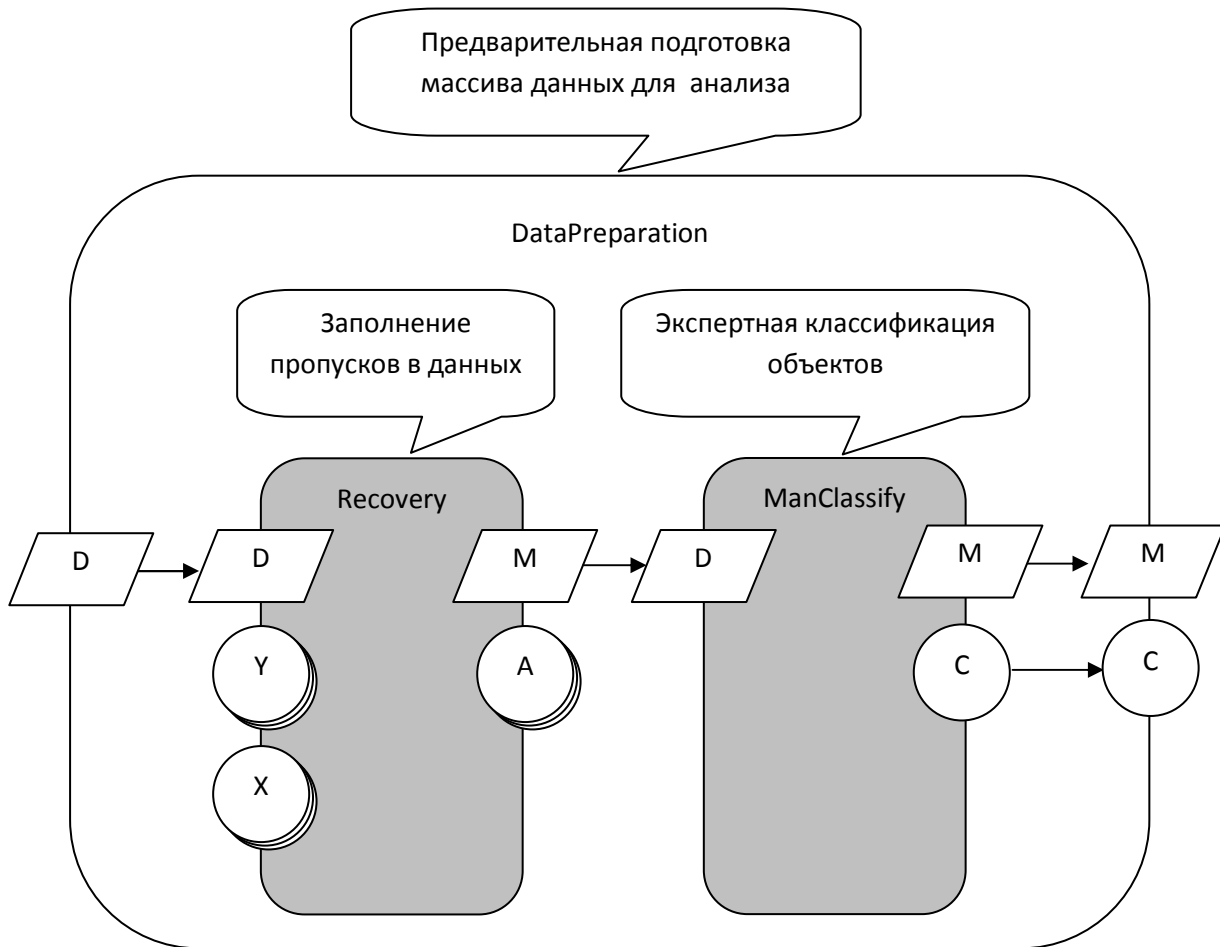 Предварительная подготовка
массива данных для анализа
DataPreparation
Заполнение
пропусков в данных
Экспертная классификация
объектов
Recovery
ManClassify
D
D
M
D
M
M
Y
A
C
C
X